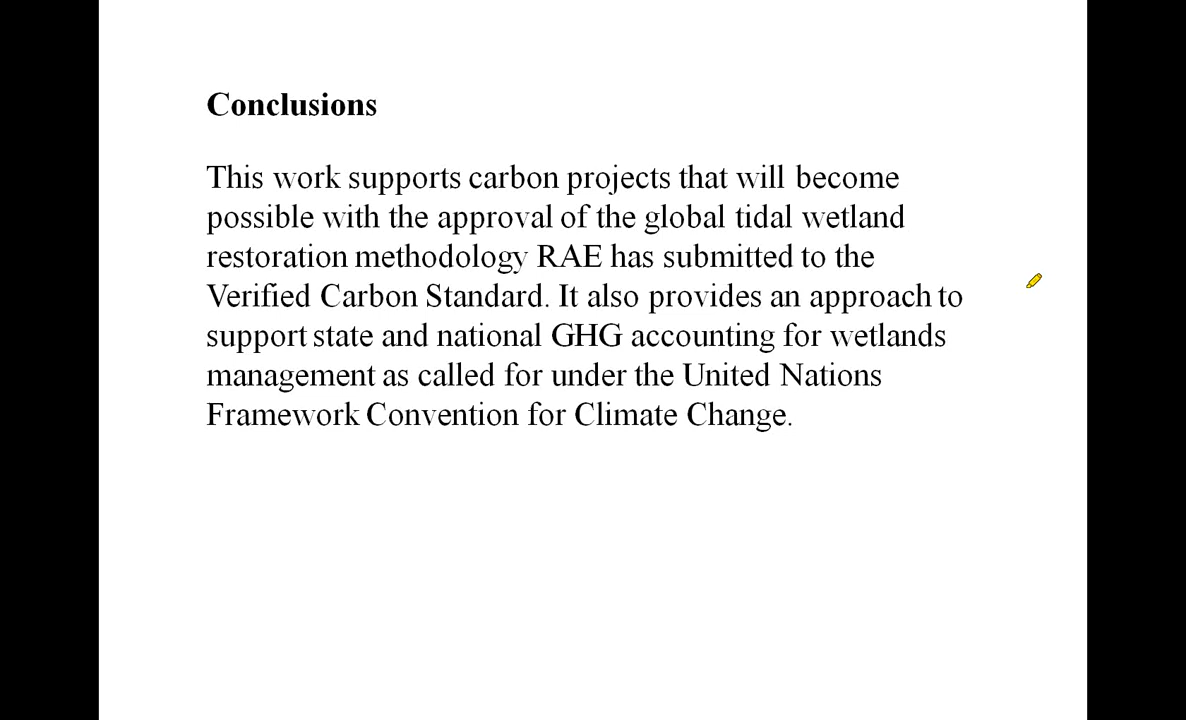 Conclusions
This work supports carbon projects that will become
possible with the approval of the global tidal wetland
restoration methodology RAE has submitted to the
Verified Carbon Standard. It also provides an approach to
support state and national GHG accounting for wetlands
management as called for under the United Nations
Framework Convention for Climate Change.